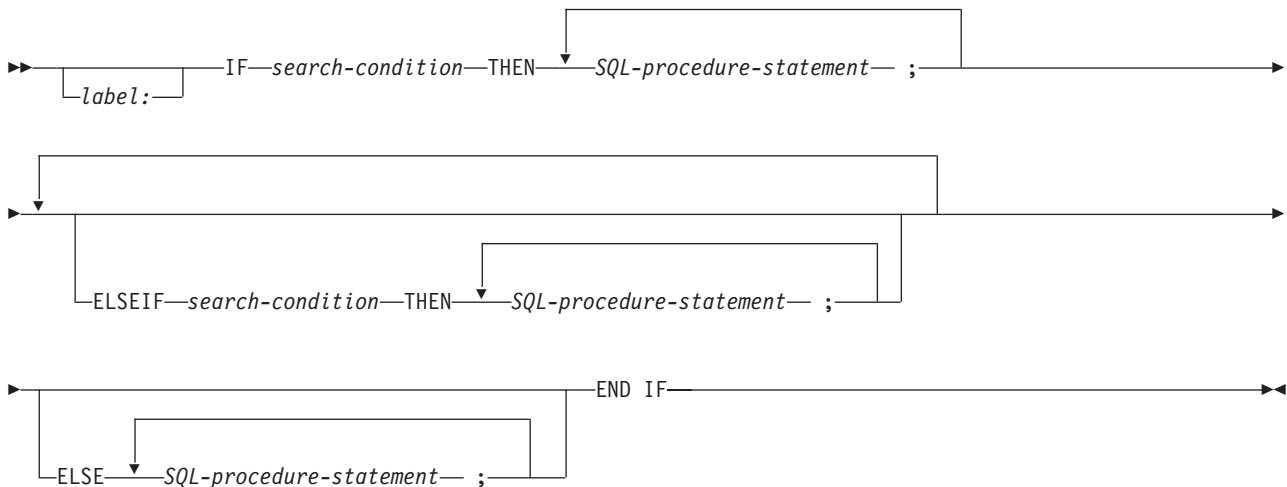 IF search-condition THEN SQL-procedure-statement ;
label:
ELSEIF search-condition THEN SQL-procedure-statement ;
END IF
ELSE SQL-procedure-statement ;